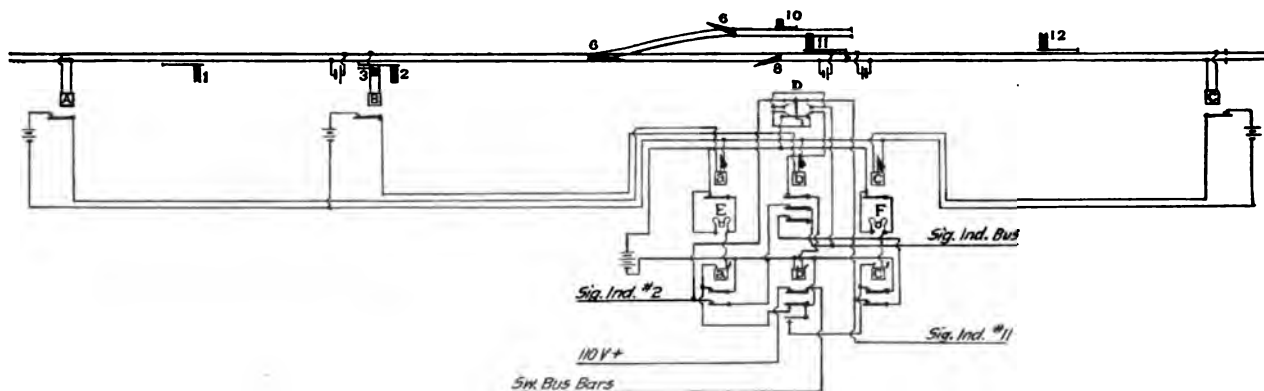 10
6
12
11
6
8
1
3
2
D
A
B
C
E
F
Sig. Ind. Bus
Sig. Ind. #2
Sig. Ind. #11
110 V+
Sw. Bus Bars